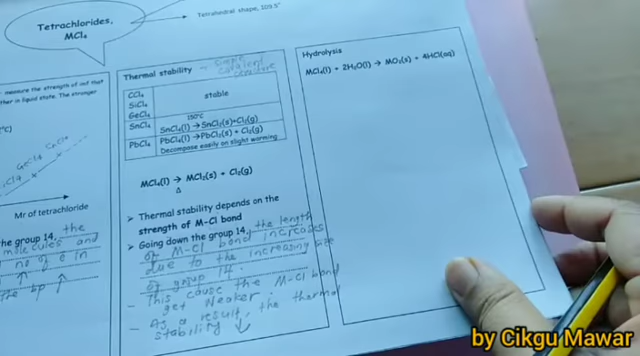 Tetrachlorides,
MCl₄
Tetrahedral shape, 109.5°
measure the strength of imf that
ther in liquid state. The stronger
°C)
GeCl₄
Mr of tetrachloride
the group 14, the
molecules and
no of e in
the bp ↑
Thermal stability – simple
covalent
CCl₄
SiCl₄
GeCl₄
stable
SnCl₄
150°C
SnCl₄(l) → SnCl₂(s)+Cl₂(g)
PbCl₄
PbCl₄(l) → PbCl₂(s) + Cl₂(g)
Decompose easily on slight warming
MCl₄(l) → MCl₂(s) + Cl₂(g)
Δ
➢ Thermal stability depends on the
strength of M-Cl bond
➢ Going down the group 14, the length
of M-Cl bond increases
due to the increasing size
of group 14.
– This cause the M-Cl bond
get weaker.
– As a result, the thermal
stability ↓
Hydrolysis
MCl₄(l) + 2H₂O(l) → MO₂(s) + 4HCl(aq)
by Cikgu Mawar